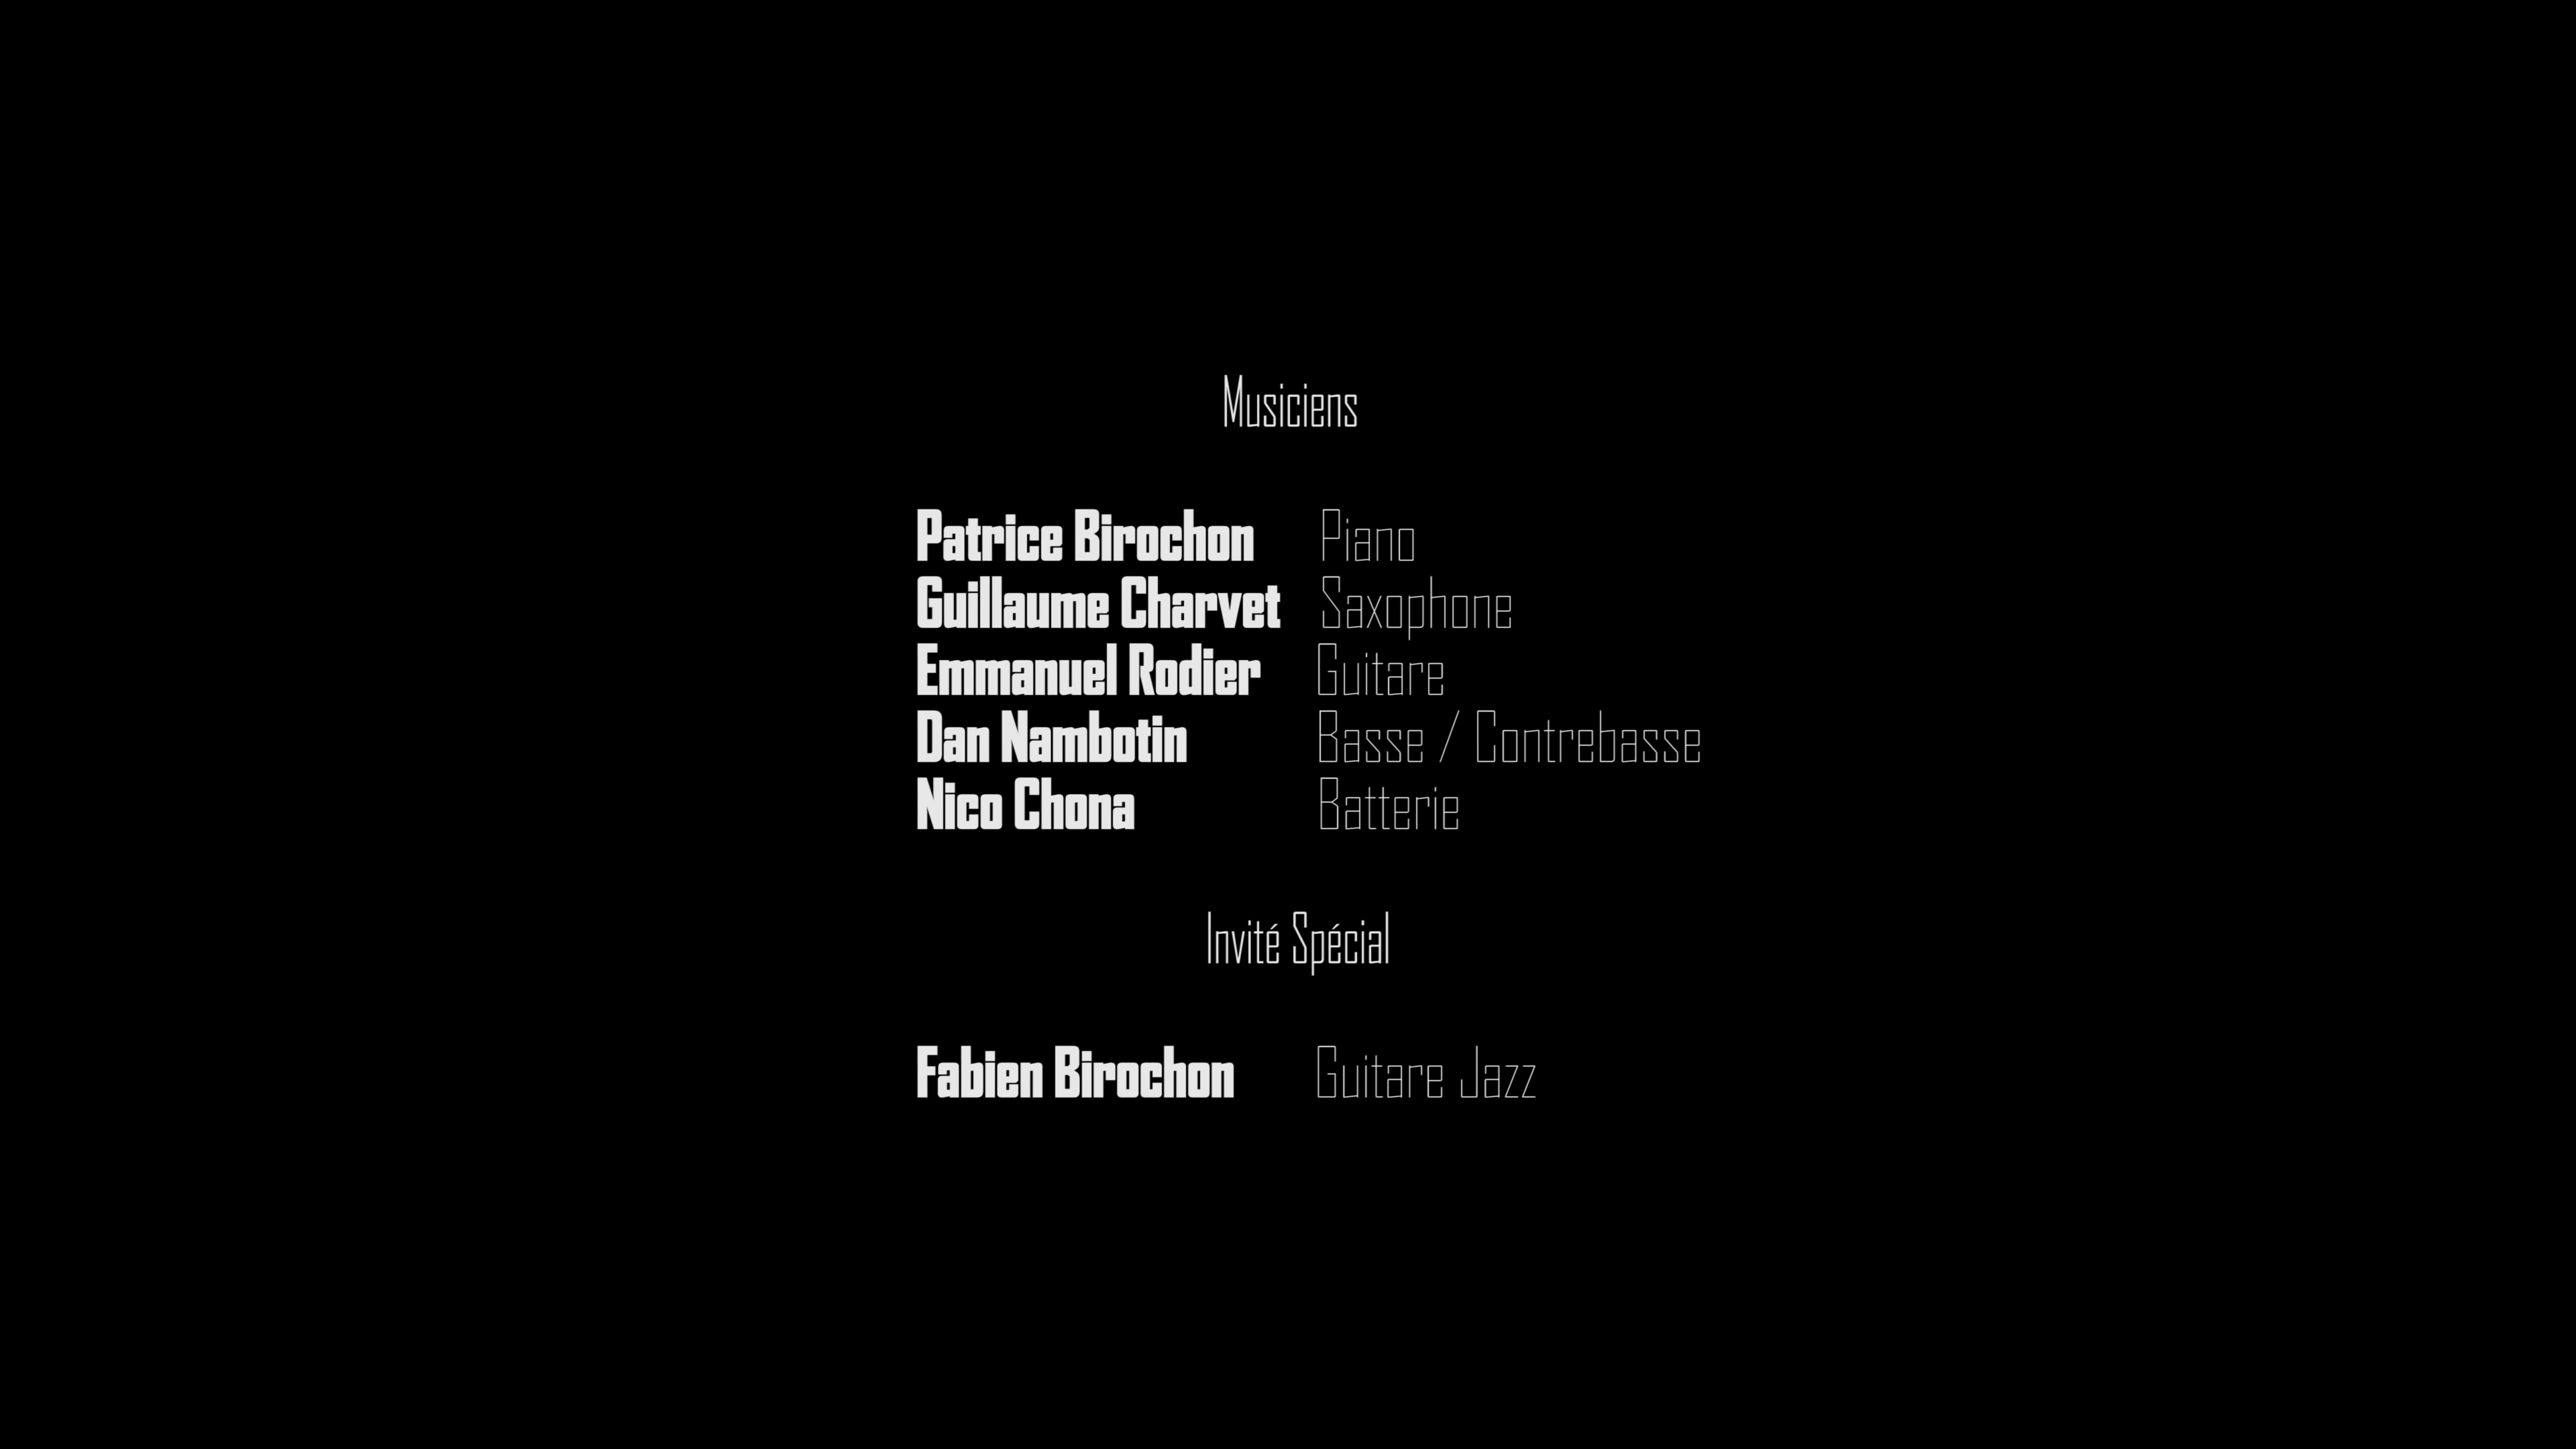 Musiciens
Patrice Birochon Piano
Guillaume Charvet Saxophone
Emmanuel Rodier Guitare
Dan Nambotin Basse / Contrebasse
Nico Chona Batterie
Invité Spécial
Fabien Birochon Guitare Jazz